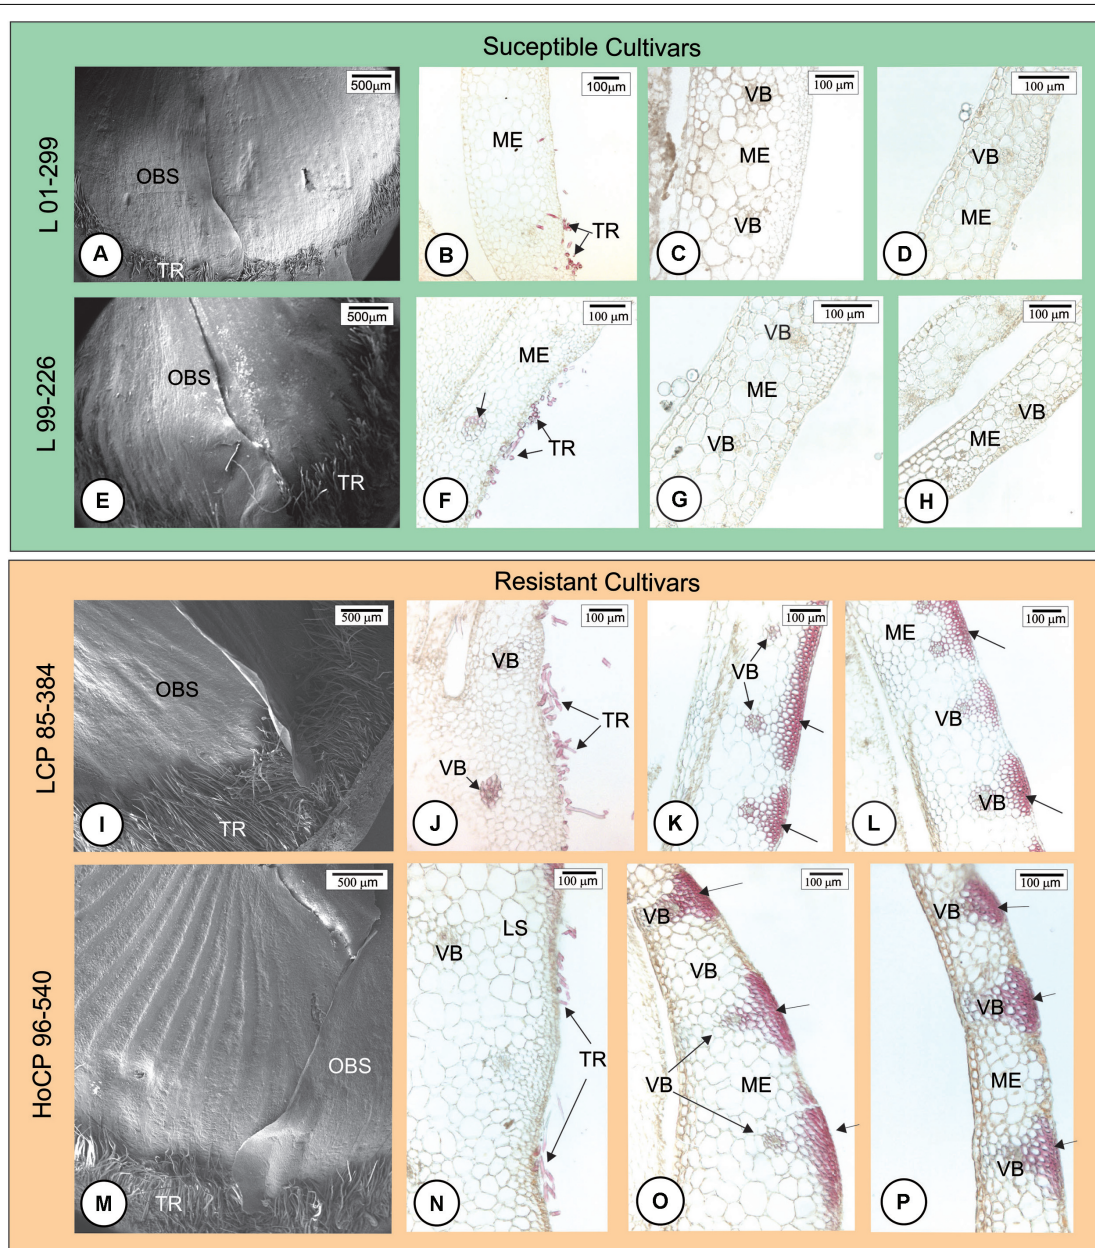 Suceptible Cultivars
L 01-299
500µm
OBS
TR
A
100µm
ME
TR
B
100 µm
VB
ME
VB
C
100 µm
VB
ME
D
L 99-226
500µm
OBS
TR
E
100 µm
ME
TR
F
100 µm
VB
ME
VB
G
100 µm
VB
ME
H
Resistant Cultivars
LCP 85-384
500 µm
OBS
TR
I
100 µm
VB
TR
VB
J
100 µm
VB
K
100 µm
ME
VB
VB
L
HoCP 96-540
500 µm
OBS
TR
M
100 µm
LS
VB
TR
N
100 µm
VB
VB
VB
ME
O
100 µm
VB
VB
ME
VB
P